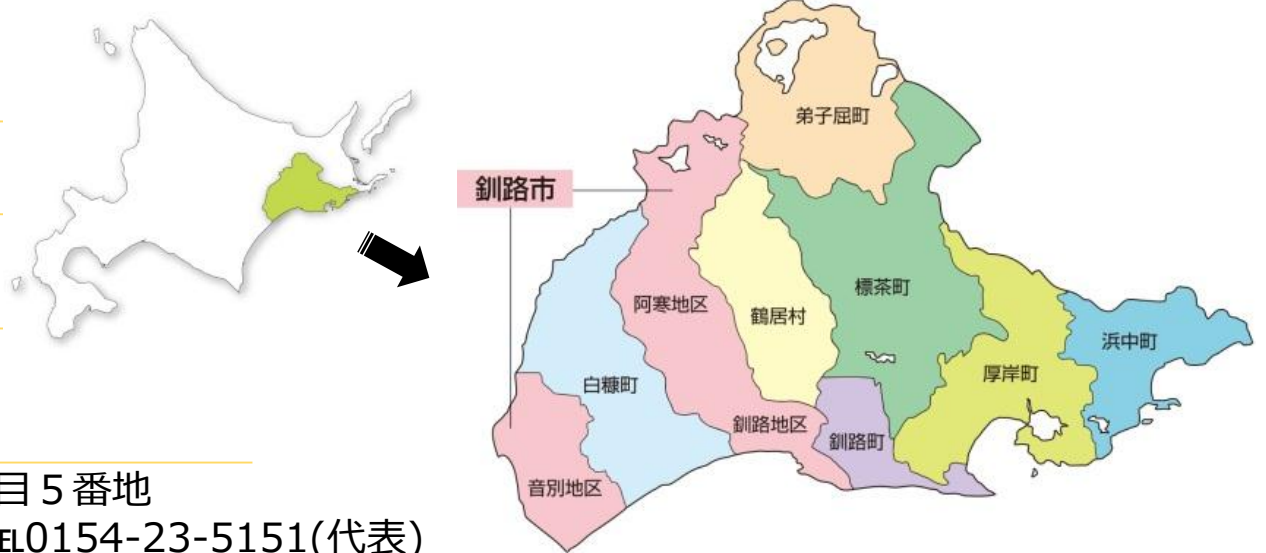 弟子屈町
釧路市
標茶町
阿寒地区
鶴居村
浜中町
厚岸町
白糠町
釧路地区
釧路町
音別地区
目５番地
℡0154-23-5151(代表)